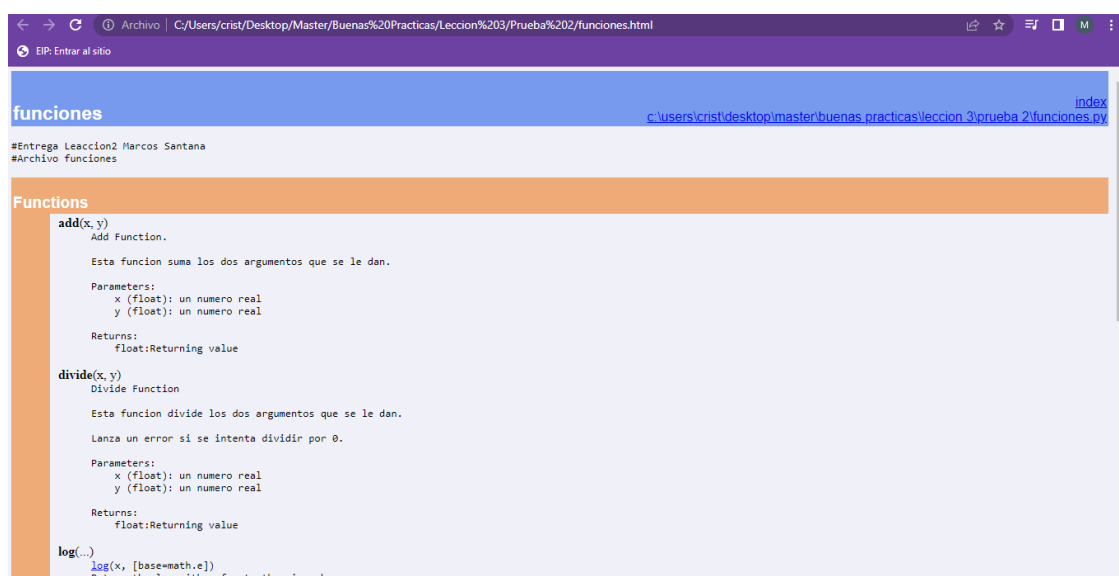 Archivo C:/Users/crist/Desktop/Master/Buenas%20Practicas/Leccion%203/Prueba%202/funciones.html M
EIP: Entrar al sitio
index
funciones c:\users\crist\desktop\master\buenas practicas\leccion 3\prueba 2\funciones.py
#Entrega Leaccion2 Marcos Santana
#Archivo funciones
Functions
add(x, y)
Add Function.
Esta funcion suma los dos argumentos que se le dan.
Parameters:
x (float): un numero real
y (float): un numero real
Returns:
float:Returning value
divide(x, y)
Divide Function
Esta funcion divide los dos argumentos que se le dan.
Lanza un error si se intenta dividir por 0.
Parameters:
x (float): un numero real
y (float): un numero real
Returns:
float:Returning value
log(...)
log(x, [base=math.e])